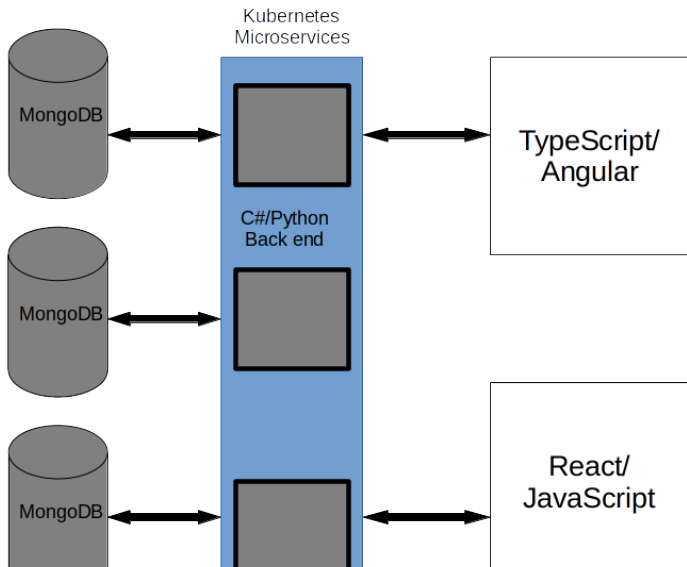 Kubernetes
Microservices
MongoDB
TypeScript/
Angular
C#/Python
Back end
MongoDB
React/
JavaScript
MongoDB